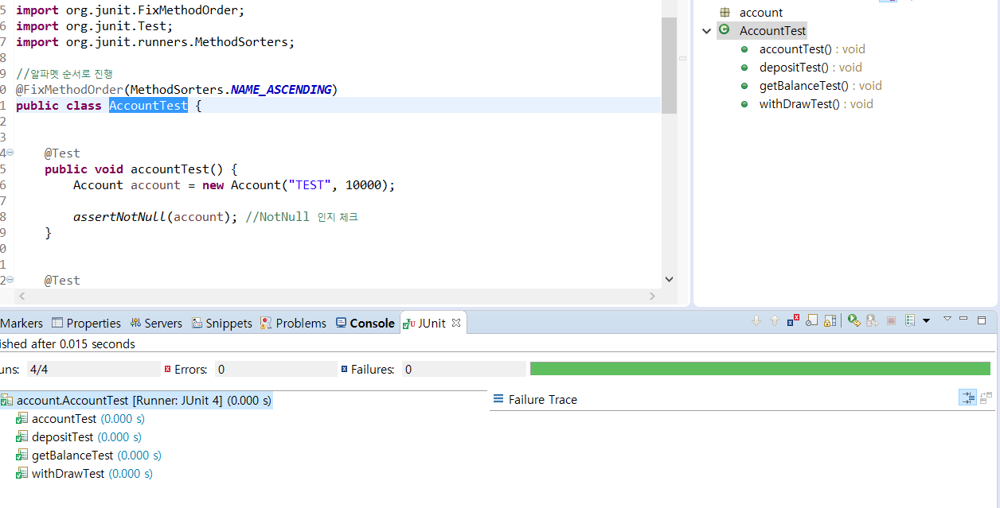 5 import org.junit.FixMethodOrder;
6 import org.junit.Test;
7 import org.junit.runners.MethodSorters;
8
9 //알파멧 순서로 진행
0 @FixMethodOrder(MethodSorters.NAME_ASCENDING)
1 public class AccountTest {
2
3
4 @Test
5 public void accountTest() {
6 Account account = new Account("TEST", 10000);
7
8 assertNotNull(account); //NotNull 인지 체크
9 }
0
1
2 @Test
account
AccountTest
accountTest() : void
depositTest() : void
getBalanceTest() : void
withDrawTest() : void
Markers Properties Servers Snippets Problems Console JUnit
ished after 0.015 seconds
uns: 4/4 Errors: 0 Failures: 0
account.AccountTest [Runner: JUnit 4] (0.000 s)
accountTest (0.000 s)
depositTest (0.000 s)
getBalanceTest (0.000 s)
withDrawTest (0.000 s)
Failure Trace